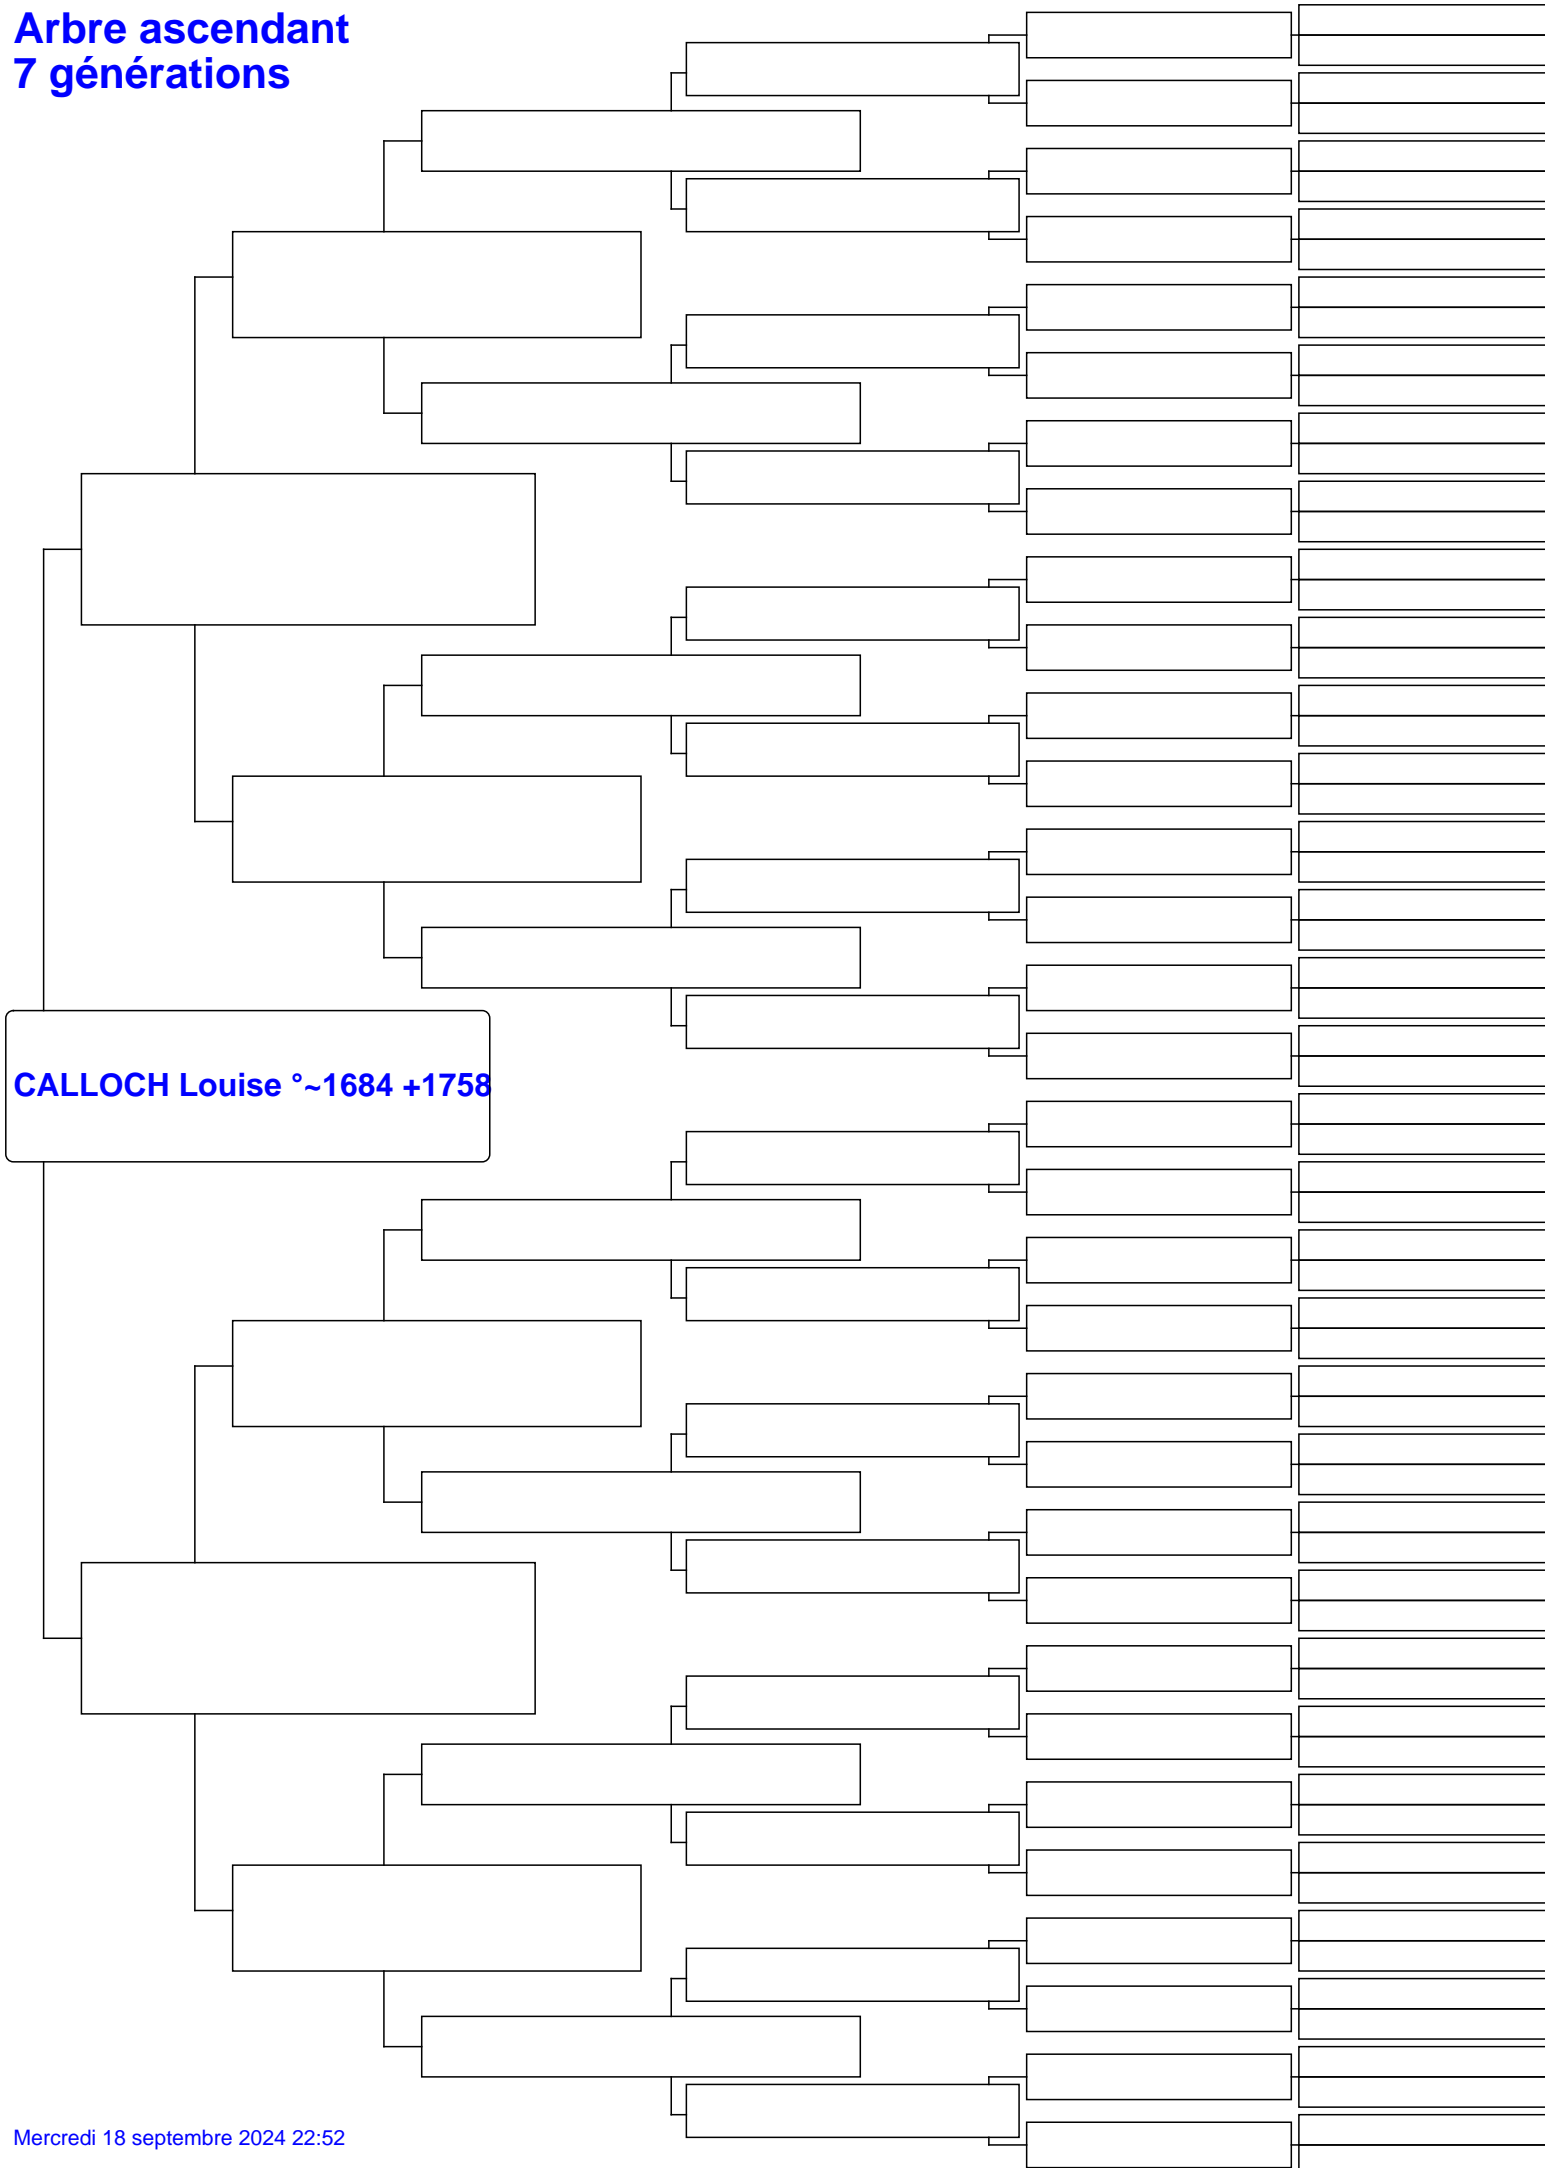 Arbre ascendant
7 générations
CALLOCH Louise °~1684 +1758
Mercredi 18 septembre 2024 22:52